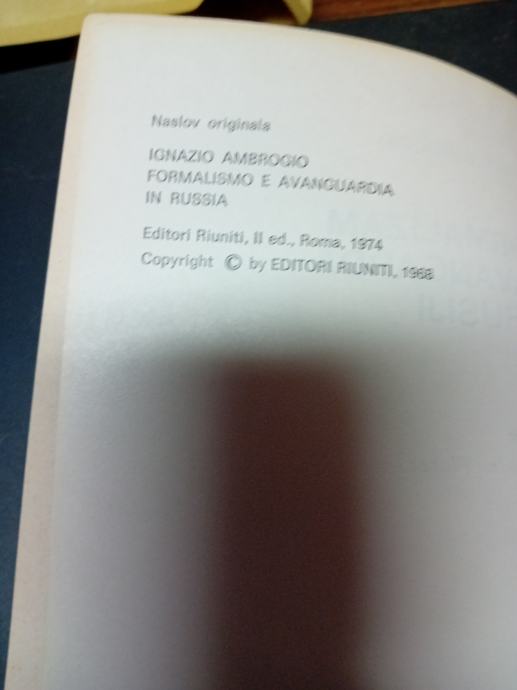 Naslov originala
IGNAZIO AMBROGIO
FORMALISMO E AVANGUARDIA
IN RUSSIA
Editori Riuniti, II ed., Roma, 1974
Copyright © by EDITORI RIUNITI, 1968